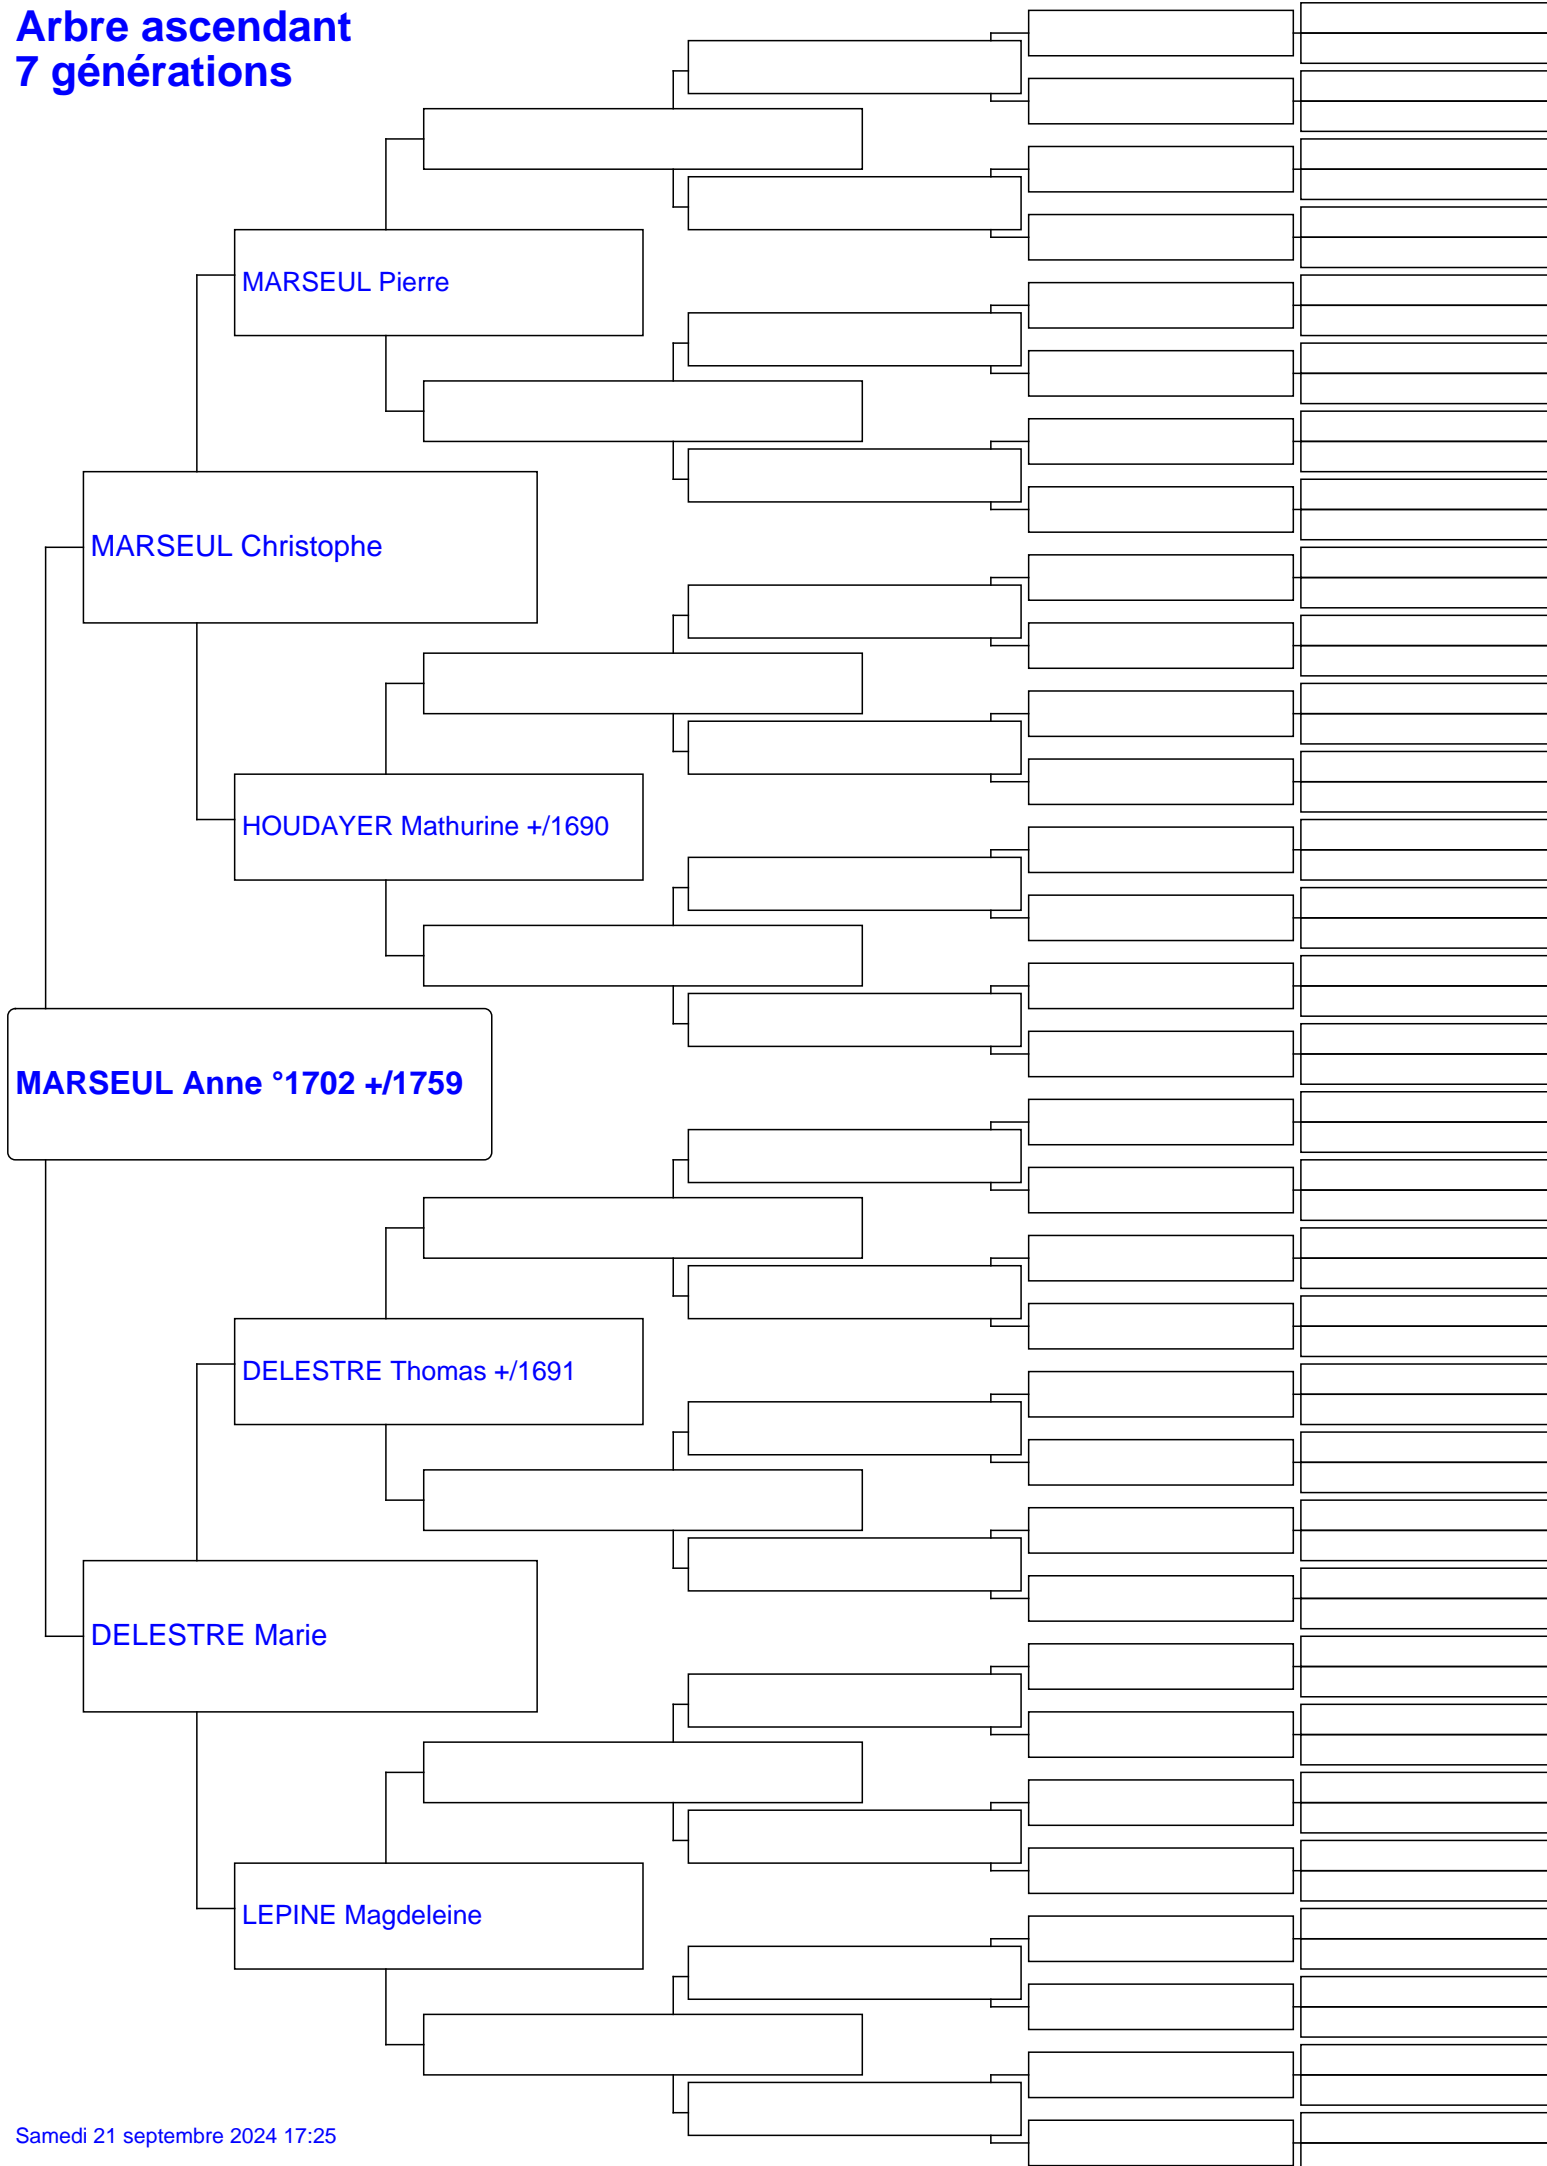 Arbre ascendant
7 générations
MARSEUL Pierre
MARSEUL Christophe
HOUDAYER Mathurine +/1690
MARSEUL Anne °1702 +/1759
DELESTRE Thomas +/1691
DELESTRE Marie
LEPINE Magdeleine
Samedi 21 septembre 2024 17:25